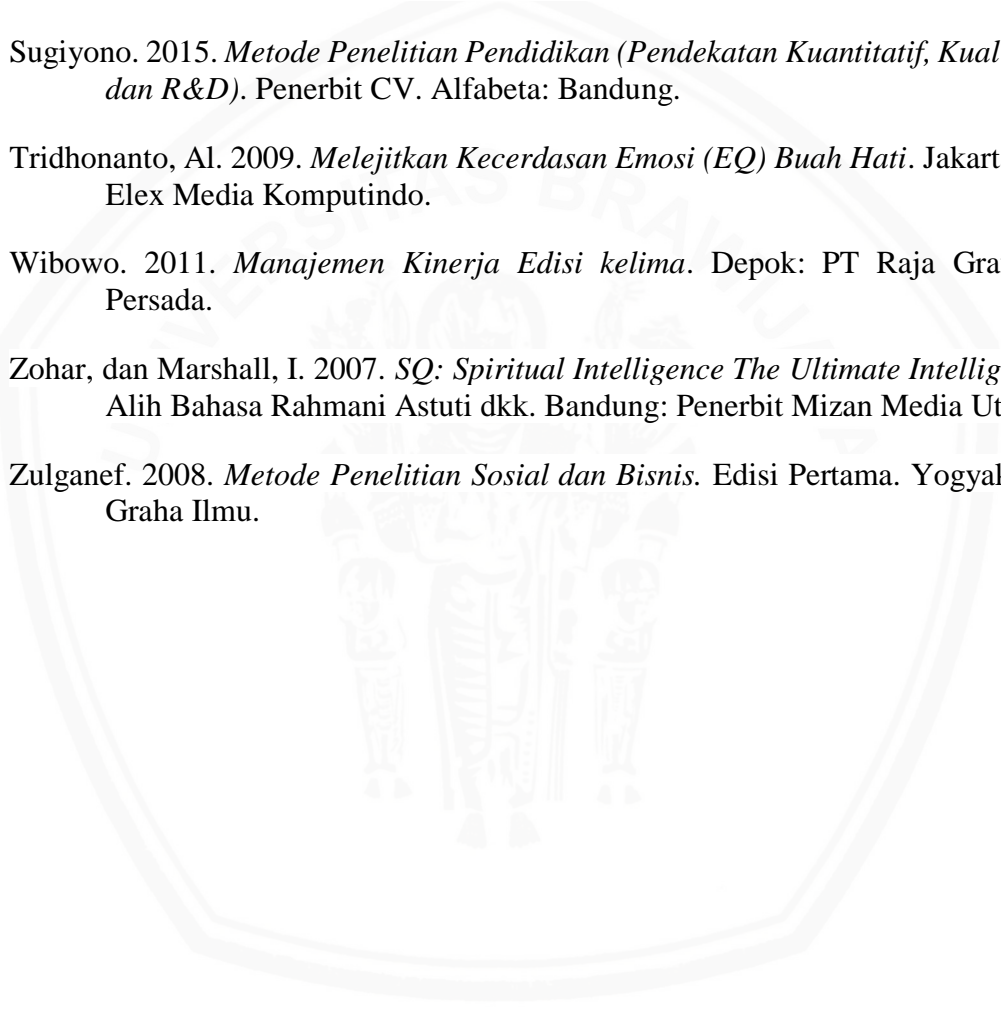 Sugiyono. 2015. Metode Penelitian Pendidikan (Pendekatan Kuantitatif, Kual
dan R&D). Penerbit CV. Alfabeta: Bandung.
Tridhonanto, Al. 2009. Melejitkan Kecerdasan Emosi (EQ) Buah Hati. Jakart
Elex Media Komputindo.
Wibowo. 2011. Manajemen Kinerja Edisi kelima. Depok: PT Raja Gra
Persada.
Zohar, dan Marshall, I. 2007. SQ: Spiritual Intelligence The Ultimate Intellig
Alih Bahasa Rahmani Astuti dkk. Bandung: Penerbit Mizan Media Ut
Zulganef. 2008. Metode Penelitian Sosial dan Bisnis. Edisi Pertama. Yogyak
Graha Ilmu.
UNIVERSITAS BRAWIJAYA